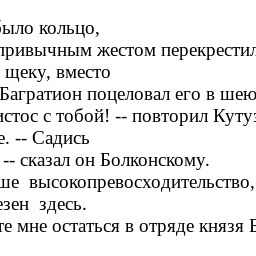 было кольцо,
привычным жестом перекрестил
щеку, вместо
Багратион поцеловал его в шею
истос с тобой! -- повторил Куту
е. -- Садись
-- сказал он Болконскому.
ше  высокопревосходительство,
езен  здесь.
те мне остаться в отряде князя